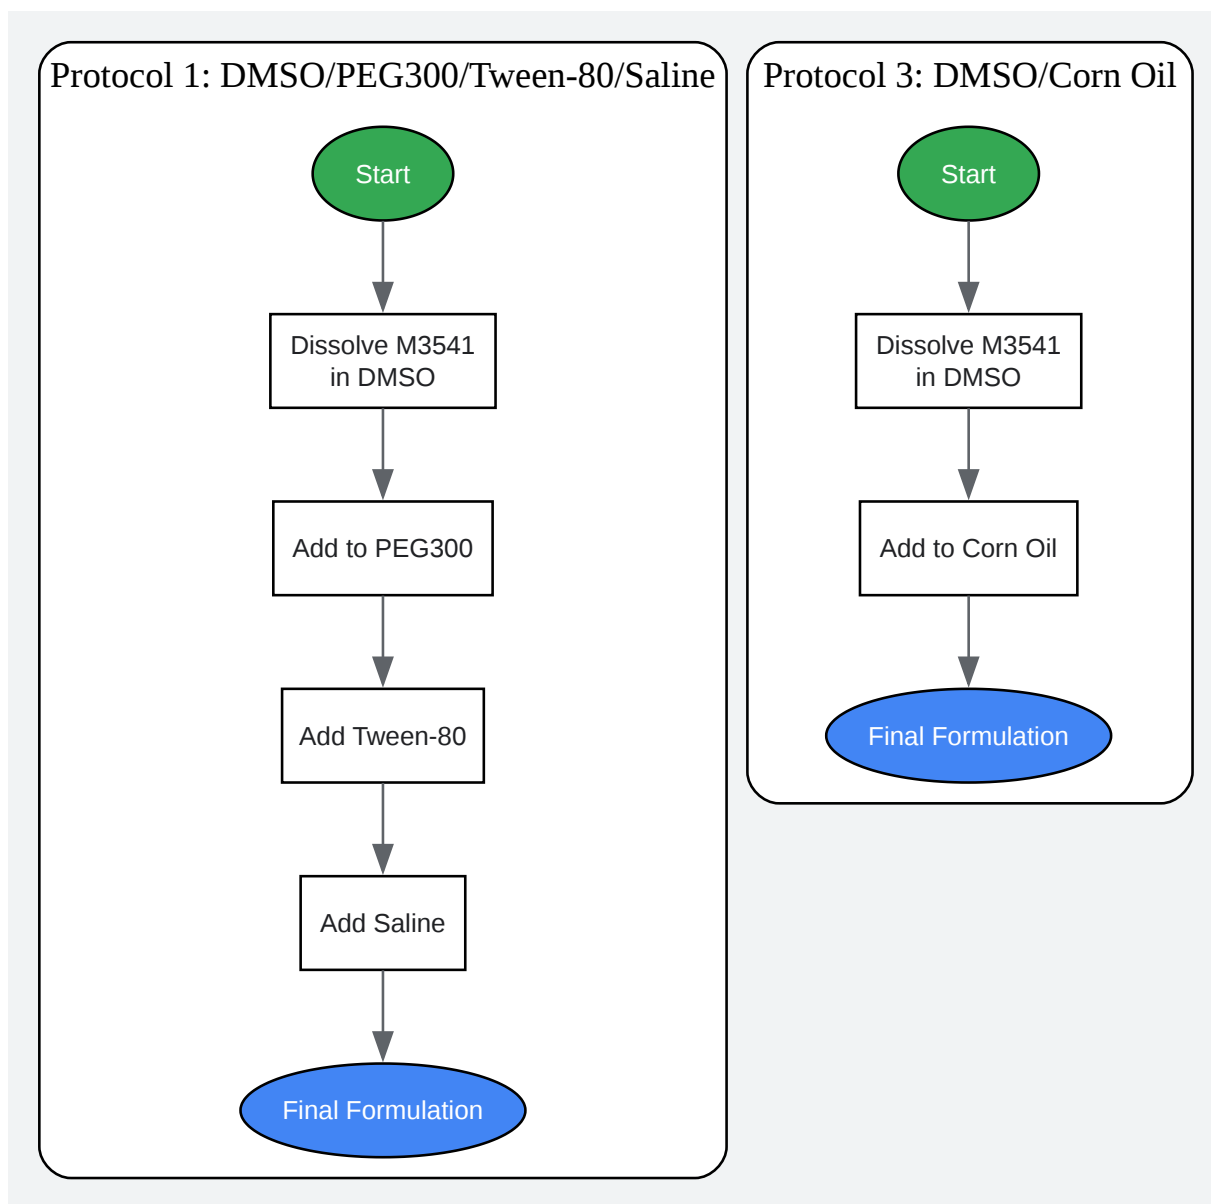 Protocol 1: DMSO/PEG300/Tween-80/Saline
Start
Dissolve M3541
in DMSO
Add to PEG300
Add Tween-80
Add Saline
Final Formulation
Protocol 3: DMSO/Corn Oil
Start
Dissolve M3541
in DMSO
Add to Corn Oil
Final Formulation